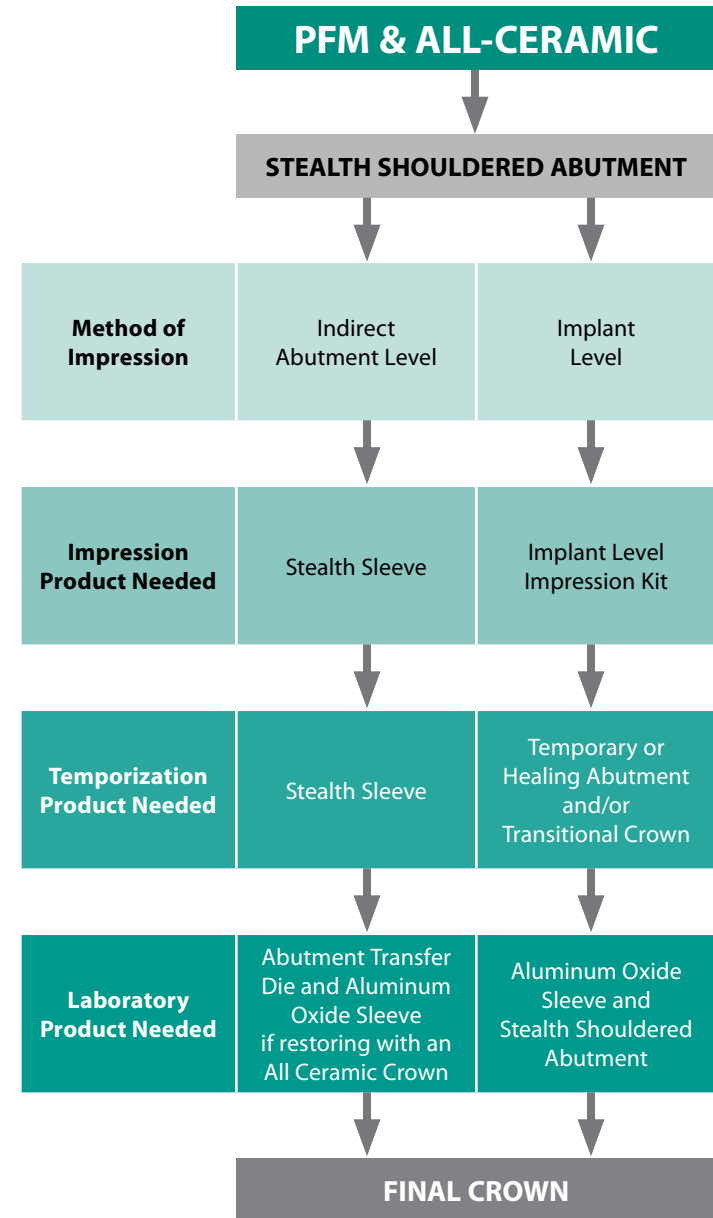 PFM & ALL-CERAMIC
STEALTH SHOULDERED ABUTMENT
Method of
Impression
Indirect
Abutment Level
Implant
Level
Impression
Product Needed
Stealth Sleeve
Implant Level
Impression Kit
Temporization
Product Needed
Stealth Sleeve
Temporary or
Healing Abutment
and/or
Transitional Crown
Laboratory
Product Needed
Abutment Transfer
Die and Aluminum
Oxide Sleeve
if restoring with an
All Ceramic Crown
Aluminum Oxide
Sleeve and
Stealth Shouldered
Abutment
FINAL CROWN